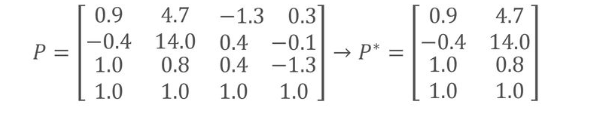 P = [ 0.9 4.7 −1.3 0.3
−0.4 14.0 0.4 −0.1
1.0 0.8 0.4 −1.3
1.0 1.0 1.0 1.0 ] → P* = [ 0.9 4.7
−0.4 14.0
1.0 0.8
1.0 1.0 ]